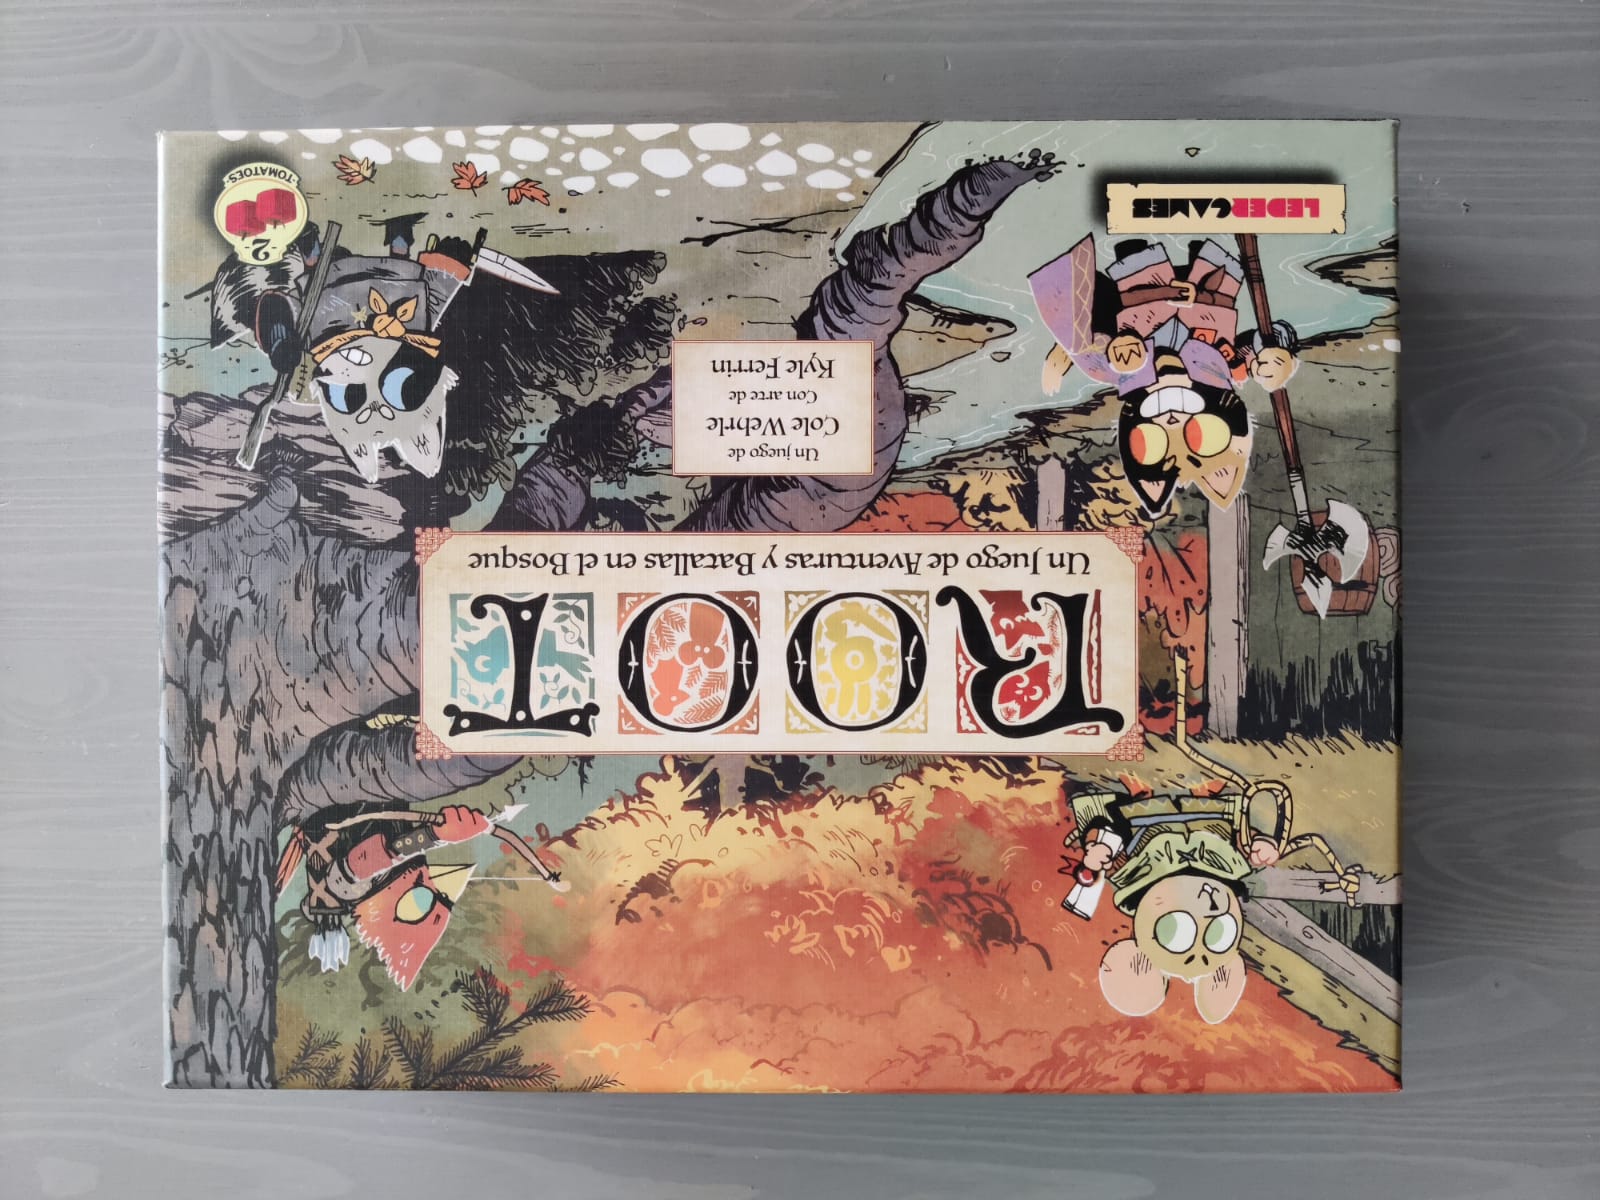 ROOT
Un Juego de Aventuras y Batallas en el Bosque
Un juego de
Cole Wehrle
Con arte de
Kyle Ferrin
LEDERGAMES
2
TOMATOES